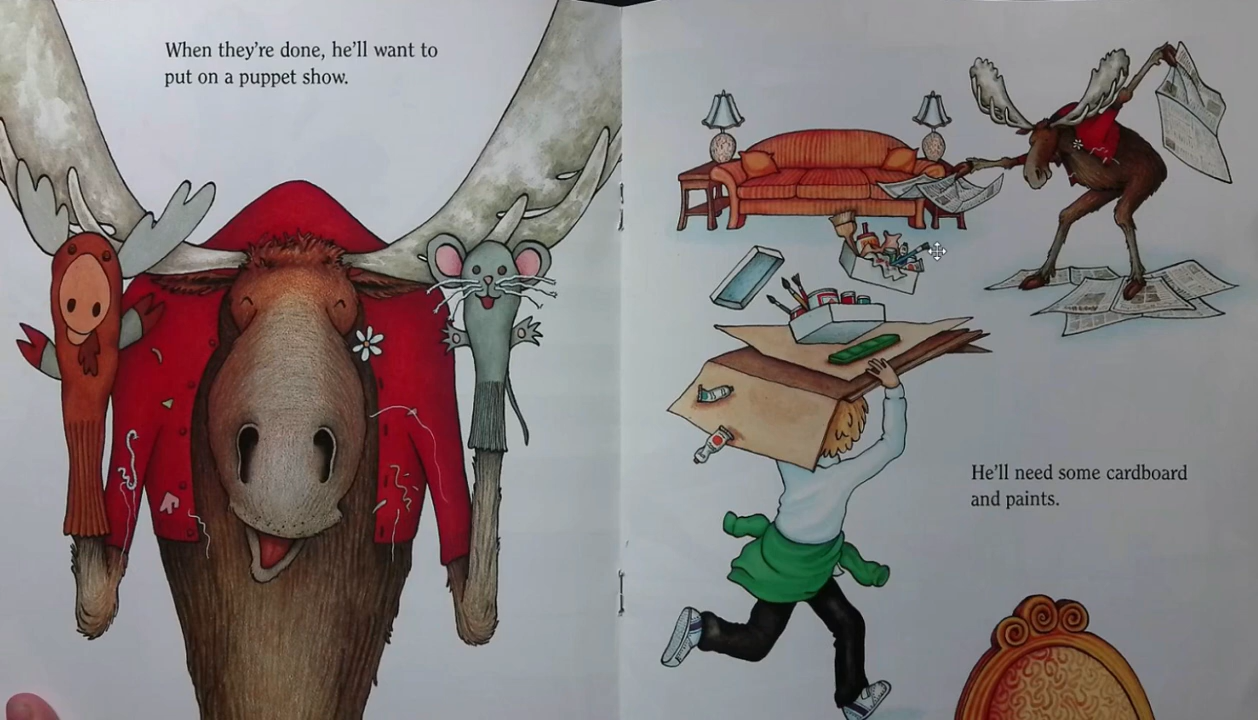 When they're done, he'll want to
put on a puppet show.
He'll need some cardboard
and paints.